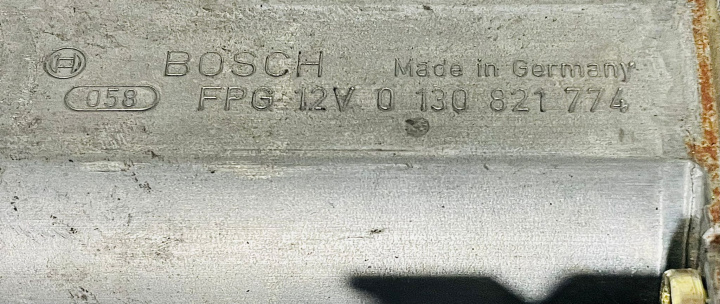 BOSCH Made in Germany
058 FPG 12V 0 130 821 774